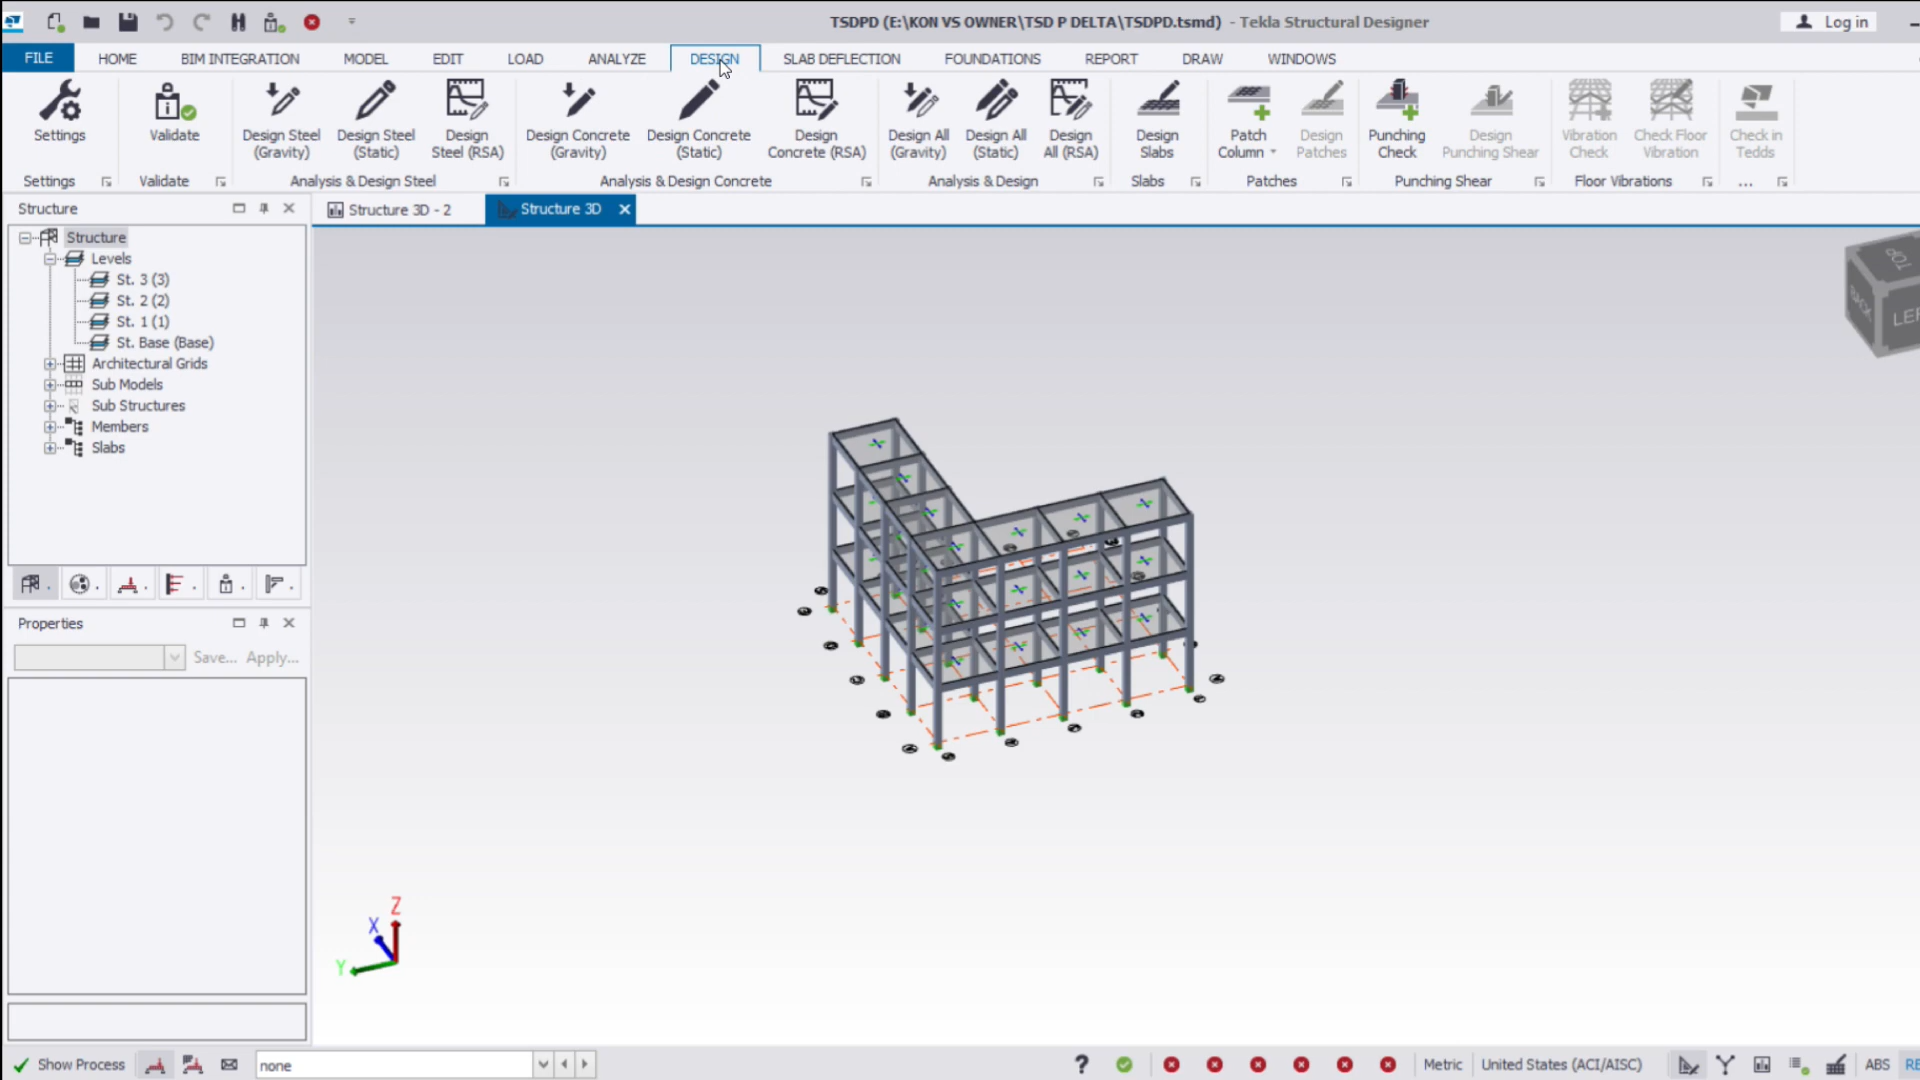 TSDPD (E:\KON VS OWNER\TSD P DELTA\TSDPD.tsmd) - Tekla Structural Designer
Log in
FILE HOME BIM INTEGRATION MODEL EDIT LOAD ANALYZE DESIGN SLAB DEFLECTION FOUNDATIONS REPORT DRAW WINDOWS
Settings
Validate
Design Steel (Gravity)
Design Steel (Static)
Design Steel (RSA)
Design Concrete (Gravity)
Design Concrete (Static)
Design Concrete (RSA)
Design All (Gravity)
Design All (Static)
Design All (RSA)
Design Slabs
Patch Column
Design Patches
Punching Check
Design Punching Shear
Vibration Check
Check Floor Vibration
Check in Tedds
Settings Validate Analysis & Design Steel Analysis & Design Concrete Analysis & Design Slabs Patches Punching Shear Floor Vibrations ...
Structure
Structure 3D - 2
Structure 3D
Structure
Levels
St. 3 (3)
St. 2 (2)
St. 1 (1)
St. Base (Base)
Architectural Grids
Sub Models
Sub Structures
Members
Slabs
TOP
BACK
LEF
Properties
Save... Apply...
Z
X
Y
Show Process
none
? Metric United States (ACI/AISC) ABS RE